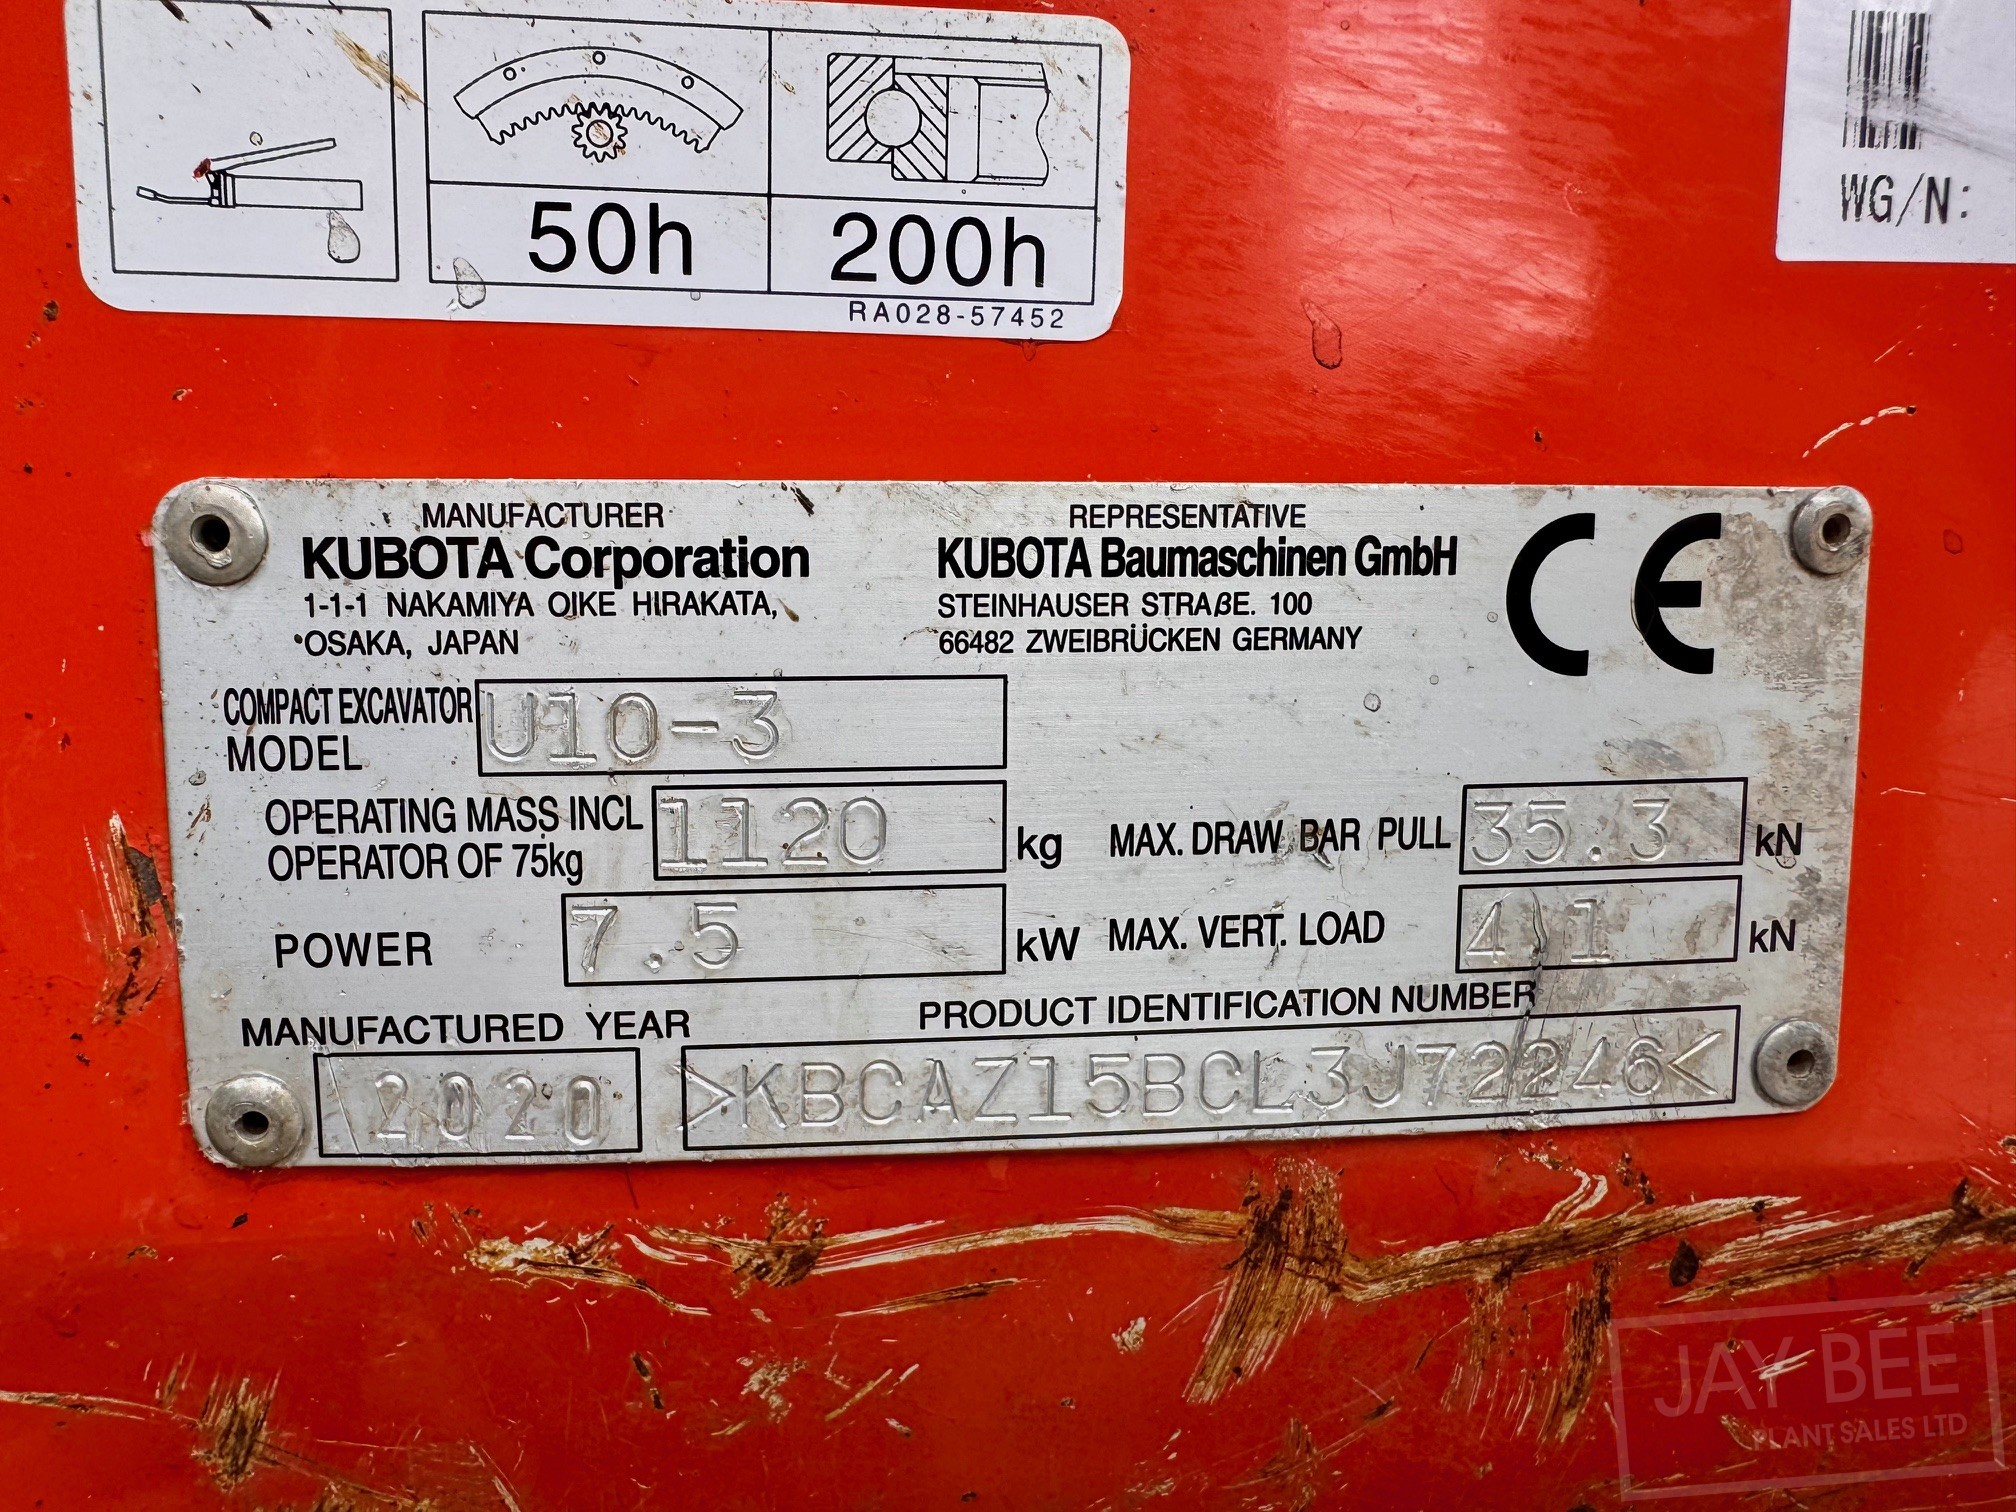 50h
200h
RA028-57452
WG/N:
MANUFACTURER
KUBOTA Corporation
1-1-1 NAKAMIYA OIKE HIRAKATA,
OSAKA, JAPAN
REPRESENTATIVE
KUBOTA Baumaschinen GmbH
STEINHAUSER STRAßE. 100
66482 ZWEIBRÜCKEN GERMANY
CE
COMPACT EXCAVATOR
MODEL
U10-3
OPERATING MASS INCL
OPERATOR OF 75kg
1120 kg
MAX. DRAW BAR PULL 35.3 kN
POWER 7.5 kW
MAX. VERT. LOAD 4.1 kN
MANUFACTURED YEAR
2020
PRODUCT IDENTIFICATION NUMBER
>KBCAZ15BCL3J72246<
JAY BEE
PLANT SALES LTD